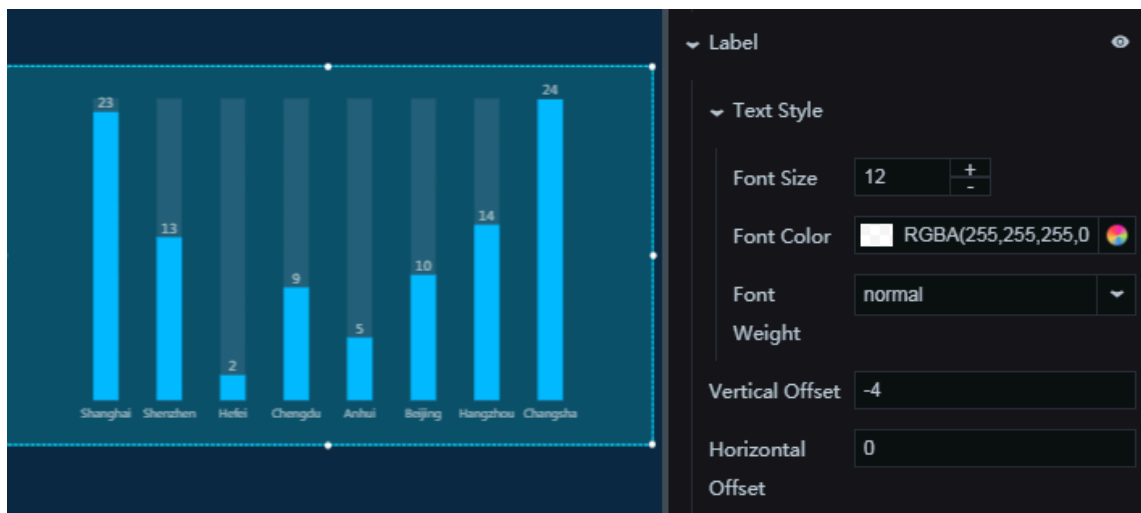 23
13
2
9
5
10
14
24
Shanghai Shenzhen Hefei Chengdu Anhui Beijing Hangzhou Changsha
Label
Text Style
Font Size 12 + -
Font Color RGBA(255,255,255,0
Font Weight normal
Vertical Offset -4
Horizontal Offset 0